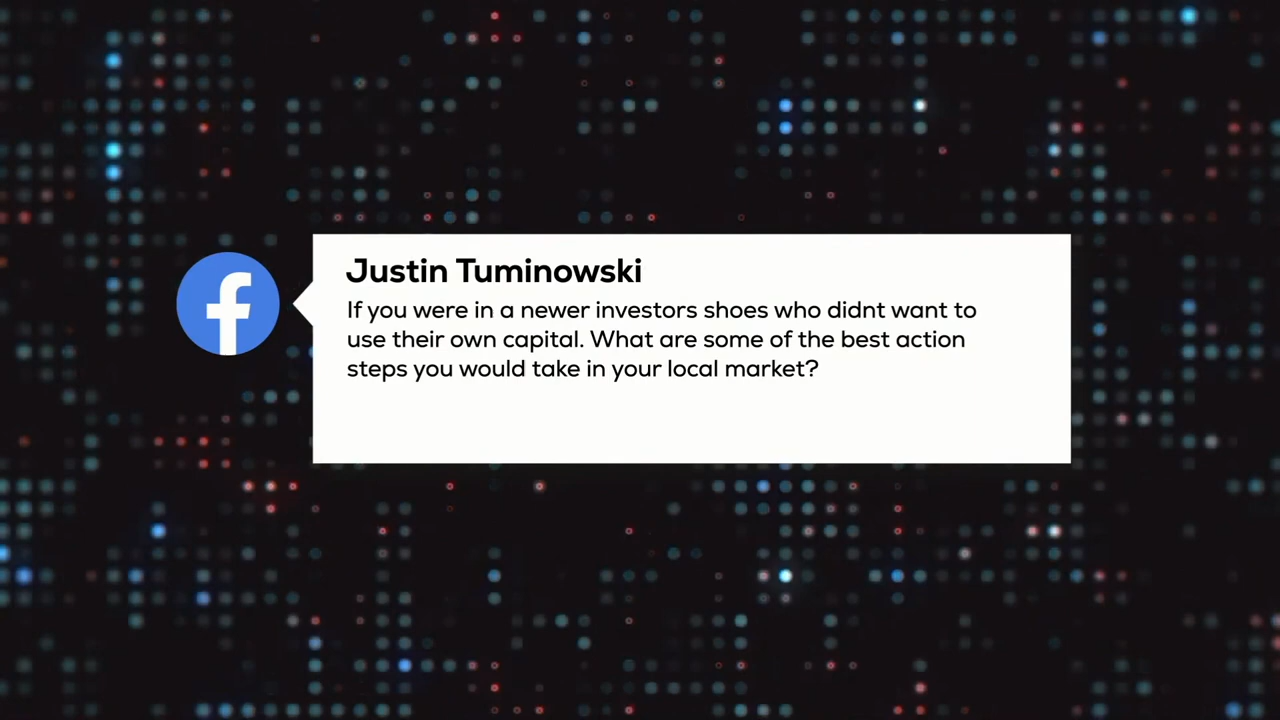 Justin Tuminowski
If you were in a newer investors shoes who didnt want to
use their own capital. What are some of the best action
steps you would take in your local market?